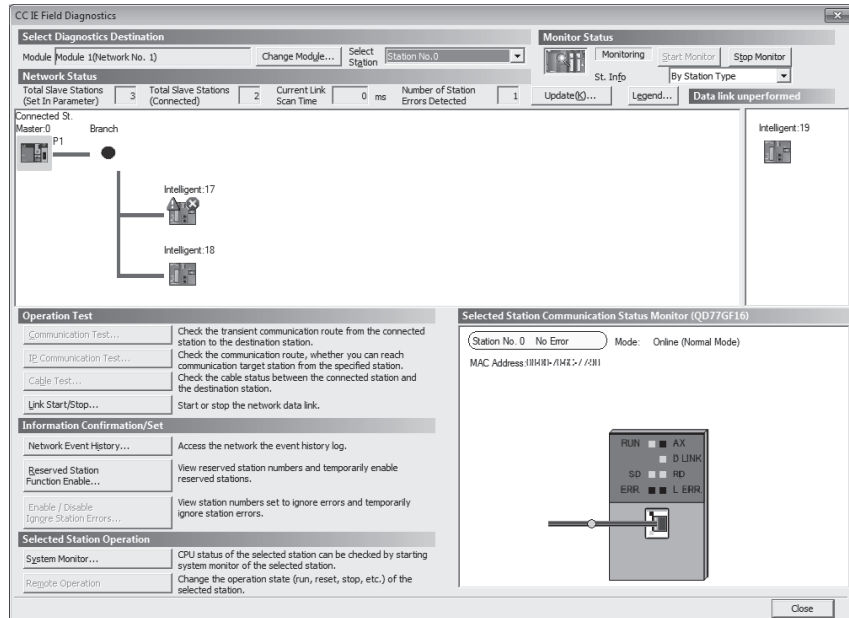 CC IE Field Diagnostics
Select Diagnostics Destination
Module Module 1(Network No. 1)
Change Module...
Select Station
Station No.0
Monitor Status
Monitoring
Start Monitor
Stop Monitor
St. Info
By Station Type
Network Status
Total Slave Stations (Set In Parameter) 3
Total Slave Stations (Connected) 2
Current Link Scan Time 0 ms
Number of Station Errors Detected 1
Update(K)...
Legend...
Data link unperformed
Connected St.
Master:0
Branch
P1
Intelligent:17
Intelligent:18
Intelligent:19
Operation Test
Communication Test...
Check the transient communication route from the connected
station to the destination station.
IP Communication Test...
Check the communication route, whether you can reach
communication target station from the specified station.
Cable Test...
Check the cable status between the connected station and
the destination station.
Link Start/Stop...
Start or stop the network data link.
Information Confirmation/Set
Network Event History...
Access the network the event history log.
Reserved Station
Function Enable...
View reserved station numbers and temporarily enable
reserved stations.
Enable / Disable
Ignore Station Errors...
View station numbers set to ignore errors and temporarily
ignore station errors.
Selected Station Operation
System Monitor...
CPU status of the selected station can be checked by starting
system monitor of the selected station.
Remote Operation
Change the operation state (run, reset, stop, etc.) of the
selected station.
Selected Station Communication Status Monitor (QD77GF16)
Station No. 0 No Error
Mode: Online (Normal Mode)
MAC Address:
RUN AX
D LINK
SD RD
ERR. L ERR.
Close